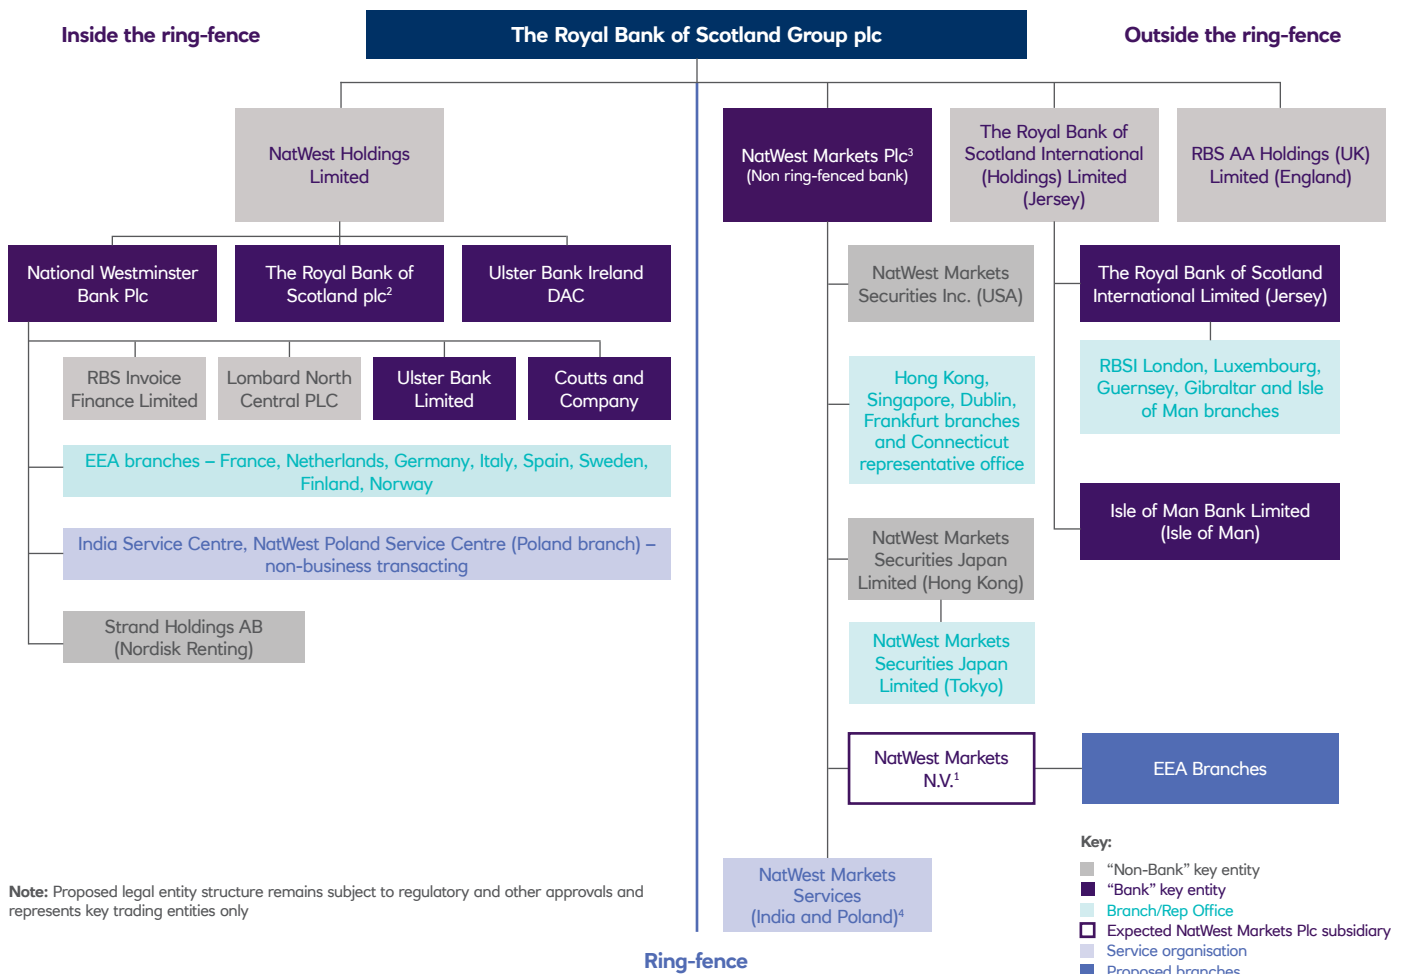 Inside the ring-fence
The Royal Bank of Scotland Group plc
Outside the ring-fence
NatWest Holdings
Limited
NatWest Markets Plc³
(Non ring-fenced bank)
The Royal Bank of
Scotland International
(Holdings) Limited
(Jersey)
RBS AA Holdings (UK)
Limited (England)
National Westminster
Bank Plc
The Royal Bank of
Scotland plc²
Ulster Bank Ireland
DAC
RBS Invoice
Finance Limited
Lombard North
Central PLC
Ulster Bank
Limited
Coutts and
Company
EEA branches – France, Netherlands, Germany, Italy, Spain, Sweden,
Finland, Norway
India Service Centre, NatWest Poland Service Centre (Poland branch) –
non-business transacting
Strand Holdings AB
(Nordisk Renting)
NatWest Markets
Securities Inc. (USA)
Hong Kong,
Singapore, Dublin,
Frankfurt branches
and Connecticut
representative office
NatWest Markets
Securities Japan
Limited (Hong Kong)
NatWest Markets
Securities Japan
Limited (Tokyo)
NatWest Markets
N.V.¹
EEA Branches
NatWest Markets
Services
(India and Poland)⁴
The Royal Bank of Scotland
International Limited (Jersey)
RBSI London, Luxembourg,
Guernsey, Gibraltar and Isle
of Man branches
Isle of Man Bank Limited
(Isle of Man)
Key:
“Non-Bank” key entity
“Bank” key entity
Branch/Rep Office
Expected NatWest Markets Plc subsidiary
Service organisation
Proposed branches
Note: Proposed legal entity structure remains subject to regulatory and other approvals and
represents key trading entities only
Ring-fence